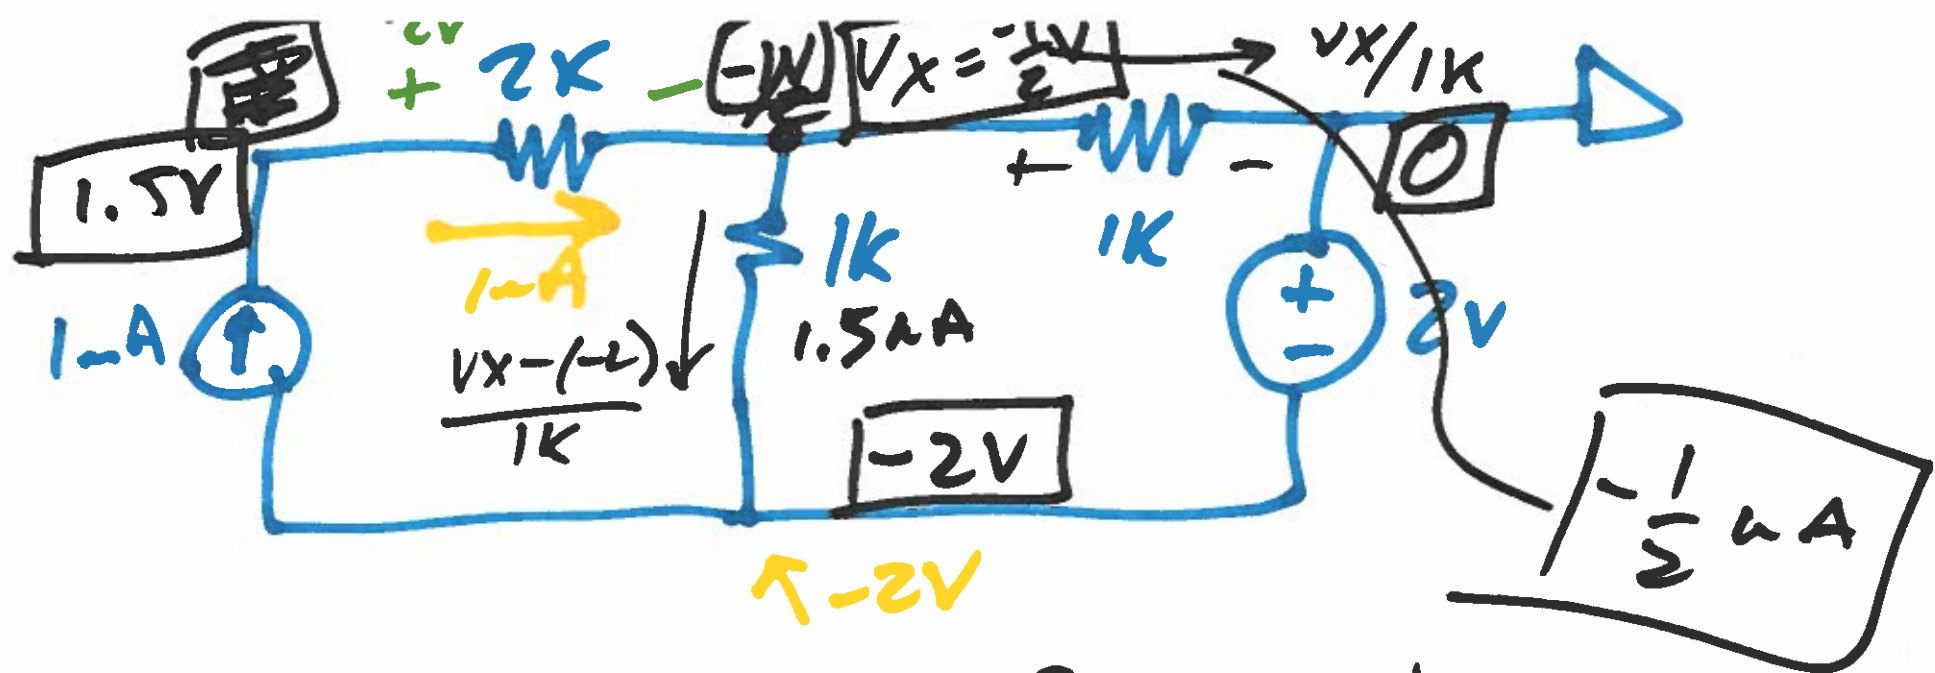 2V
+ 2K -
Vx = -1/2 V
Vx/1K
1.5V
+ -
0
1mA
1K
1K
1mA
1.5mA
+
-
2V
Vx-(-2)
1K
-2V
-1/2 mA
-2V